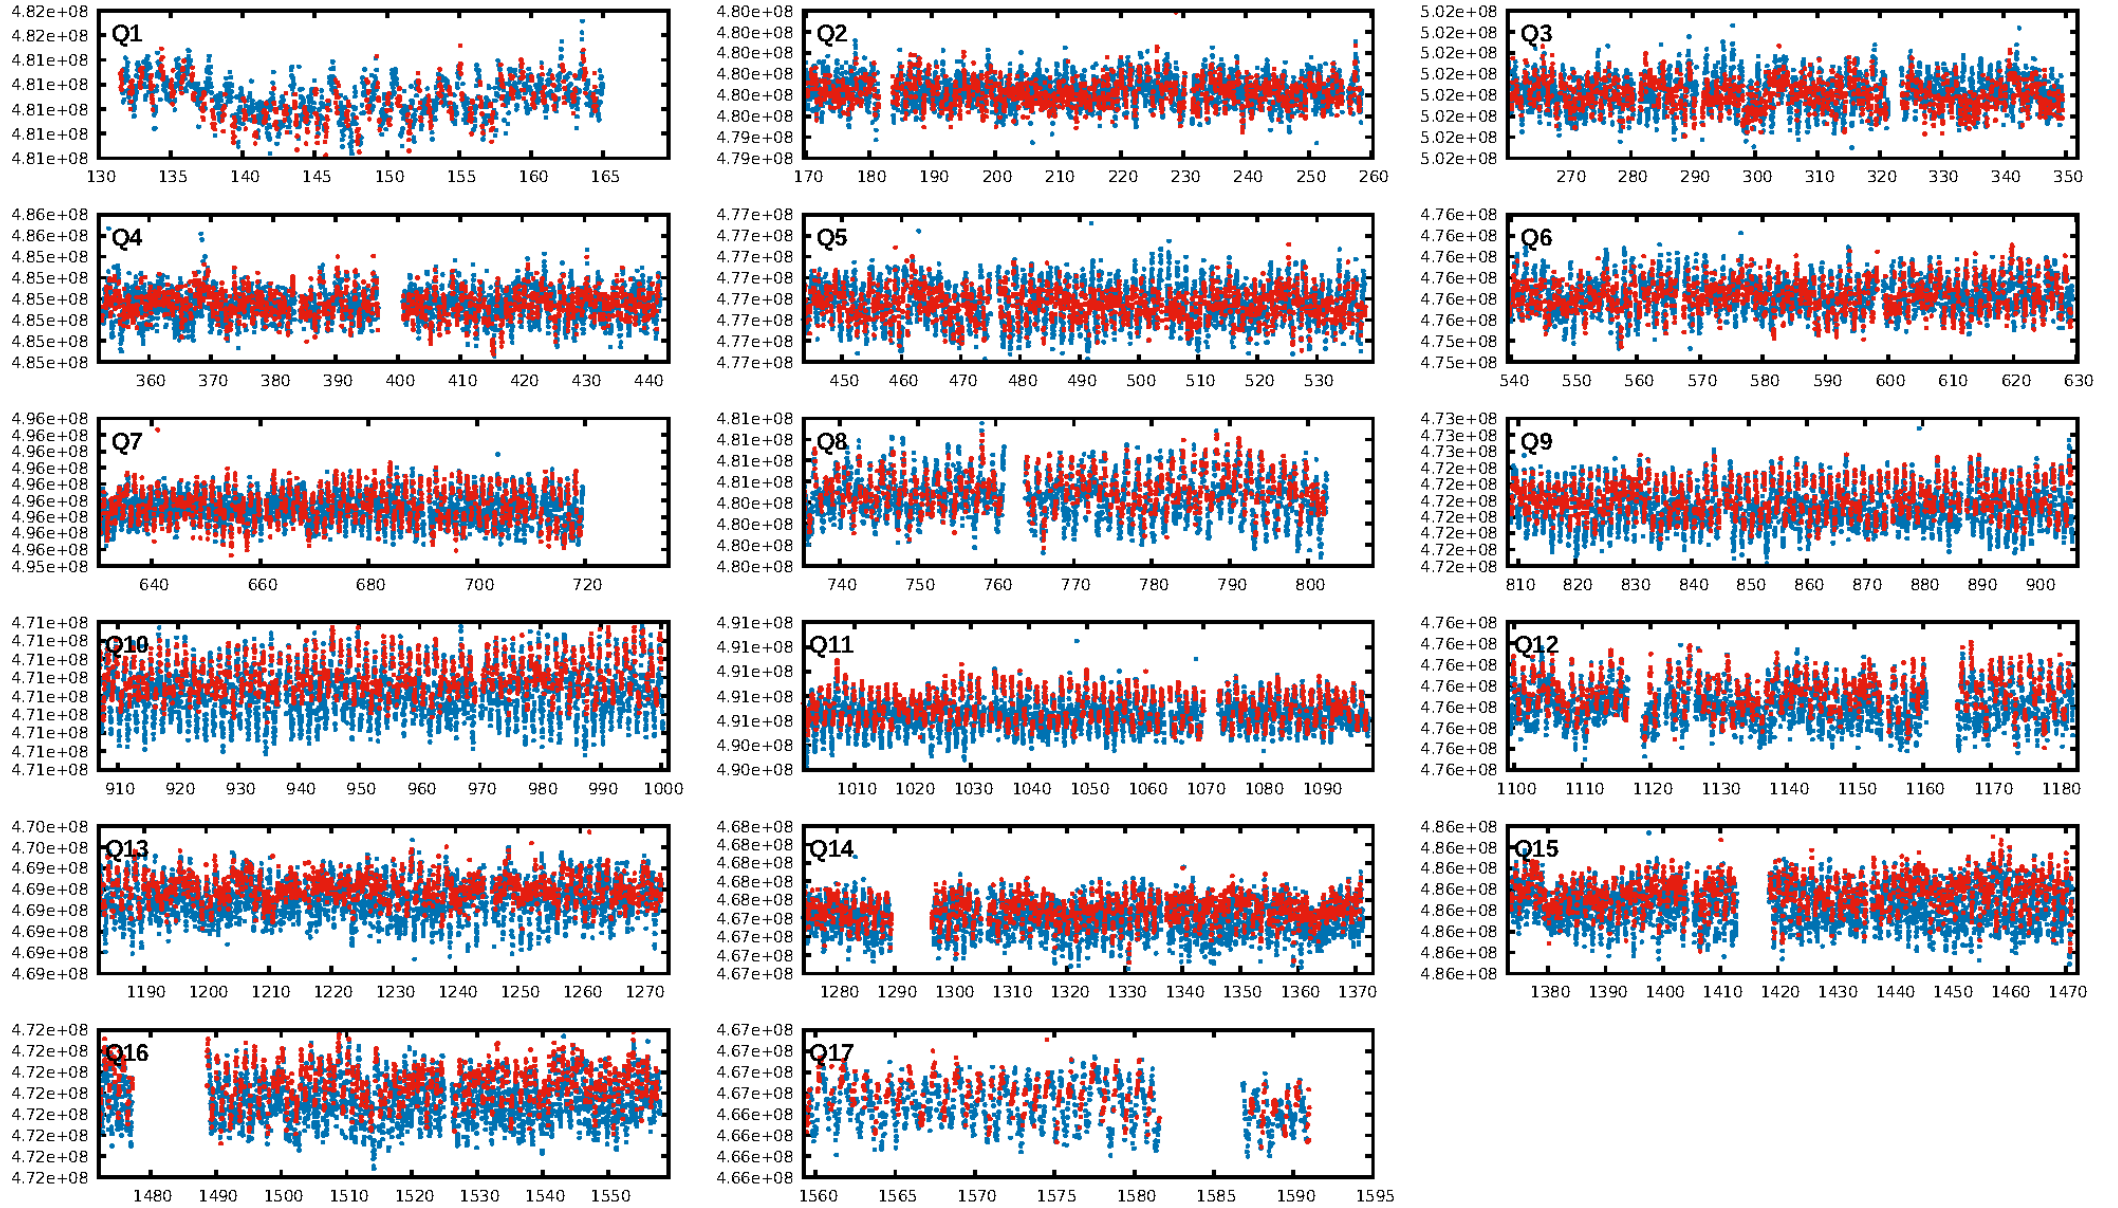 Q1
4.82e+08
4.82e+08
4.81e+08
4.81e+08
4.81e+08
4.81e+08
4.81e+08
130 135 140 145 150 155 160 165
Q2
4.80e+08
4.80e+08
4.80e+08
4.80e+08
4.80e+08
4.80e+08
4.79e+08
4.79e+08
170 180 190 200 210 220 230 240 250 260
Q3
5.02e+08
5.02e+08
5.02e+08
5.02e+08
5.02e+08
5.02e+08
5.02e+08
5.02e+08
270 280 290 300 310 320 330 340 350
Q4
4.86e+08
4.86e+08
4.85e+08
4.85e+08
4.85e+08
4.85e+08
4.85e+08
4.85e+08
360 370 380 390 400 410 420 430 440
Q5
4.77e+08
4.77e+08
4.77e+08
4.77e+08
4.77e+08
4.77e+08
4.77e+08
4.77e+08
450 460 470 480 490 500 510 520 530
Q6
4.76e+08
4.76e+08
4.76e+08
4.76e+08
4.76e+08
4.76e+08
4.75e+08
4.75e+08
540 550 560 570 580 590 600 610 620 630
Q7
4.96e+08
4.96e+08
4.96e+08
4.96e+08
4.96e+08
4.96e+08
4.96e+08
4.96e+08
4.96e+08
4.95e+08
640 660 680 700 720
Q8
4.81e+08
4.81e+08
4.81e+08
4.81e+08
4.80e+08
4.80e+08
4.80e+08
4.80e+08
740 750 760 770 780 790 800
Q9
4.73e+08
4.73e+08
4.73e+08
4.72e+08
4.72e+08
4.72e+08
4.72e+08
4.72e+08
4.72e+08
4.72e+08
810 820 830 840 850 860 870 880 890 900
Q10
4.71e+08
4.71e+08
4.71e+08
4.71e+08
4.71e+08
4.71e+08
4.71e+08
4.71e+08
4.71e+08
910 920 930 940 950 960 970 980 990 1000
Q11
4.91e+08
4.91e+08
4.91e+08
4.91e+08
4.91e+08
4.90e+08
4.90e+08
1010 1020 1030 1040 1050 1060 1070 1080 1090
Q12
4.76e+08
4.76e+08
4.76e+08
4.76e+08
4.76e+08
4.76e+08
4.76e+08
4.76e+08
1100 1110 1120 1130 1140 1150 1160 1170 1180
Q13
4.70e+08
4.70e+08
4.69e+08
4.69e+08
4.69e+08
4.69e+08
4.69e+08
4.69e+08
1190 1200 1210 1220 1230 1240 1250 1260 1270
Q14
4.68e+08
4.68e+08
4.68e+08
4.68e+08
4.68e+08
4.67e+08
4.67e+08
4.67e+08
4.67e+08
1280 1290 1300 1310 1320 1330 1340 1350 1360 1370
Q15
4.86e+08
4.86e+08
4.86e+08
4.86e+08
4.86e+08
4.86e+08
4.86e+08
4.86e+08
1380 1390 1400 1410 1420 1430 1440 1450 1460 1470
Q16
4.72e+08
4.72e+08
4.72e+08
4.72e+08
4.72e+08
4.72e+08
4.72e+08
4.72e+08
1480 1490 1500 1510 1520 1530 1540 1550
Q17
4.67e+08
4.67e+08
4.67e+08
4.67e+08
4.66e+08
4.66e+08
4.66e+08
4.66e+08
1560 1565 1570 1575 1580 1585 1590 1595